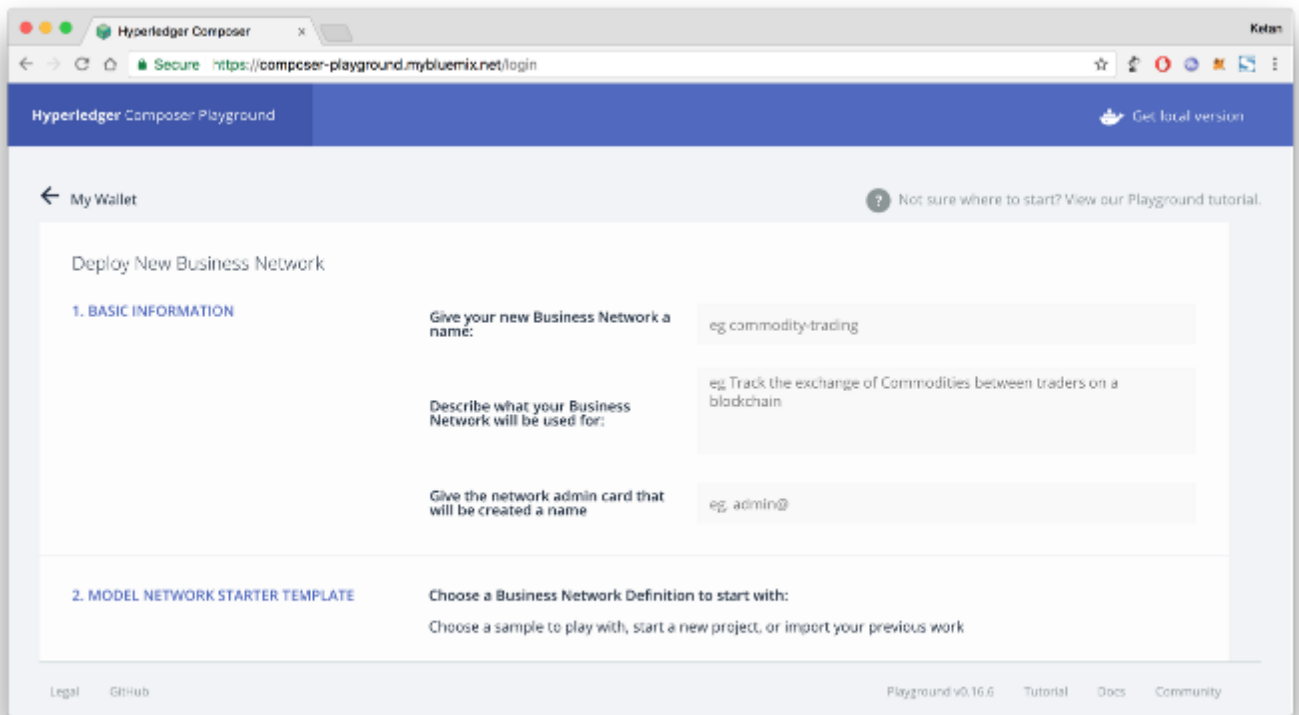 Hyperledger Composer
Ketan
Secure https://composer-playground.mybluemix.net/login
Hyperledger Composer Playground
Get local version
My Wallet
? Not sure where to start? View our Playground tutorial.
Deploy New Business Network
1. BASIC INFORMATION
Give your new Business Network a
name:
eg commodity-trading
Describe what your Business
Network will be used for:
eg Track the exchange of Commodities between traders on a
blockchain
Give the network admin card that
will be created a name
eg. admin@
2. MODEL NETWORK STARTER TEMPLATE
Choose a Business Network Definition to start with:
Choose a sample to play with, start a new project, or import your previous work
Legal GitHub Playground v0.16.6 Tutorial Docs Community